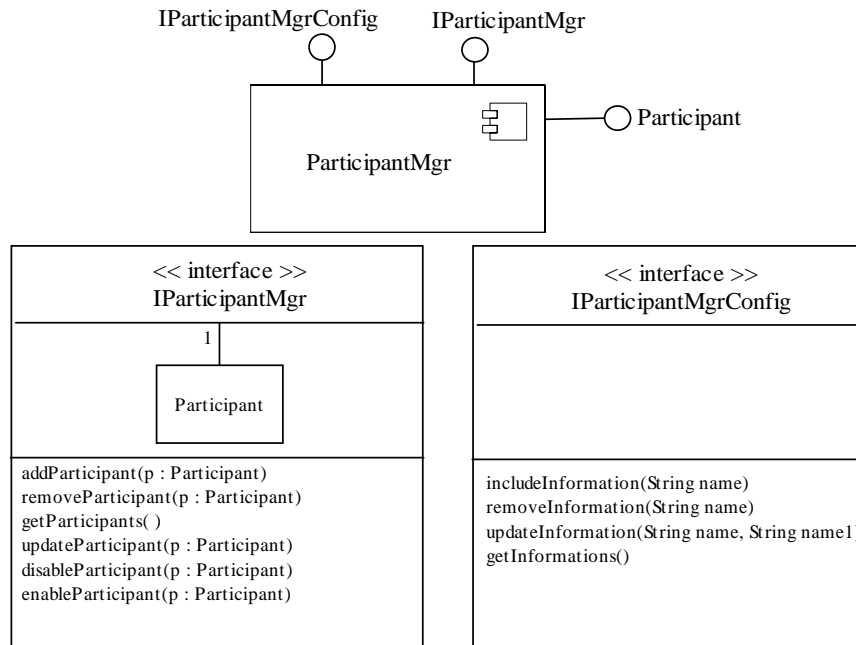 IParticipantMgrConfig
IParticipantMgr
Participant
ParticipantMgr
<< interface >>
IParticipantMgr
1
Participant
addParticipant(p : Participant)
removeParticipant(p : Participant)
getParticipants( )
updateParticipant(p : Participant)
disableParticipant(p : Participant)
enableParticipant(p : Participant)
<< interface >>
IParticipantMgrConfig
includeInformation(String name)
removeInformation(String name)
updateInformation(String name, String name1)
getInformations()